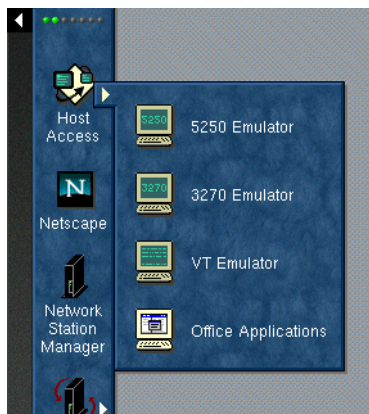 Host
Access
5250
5250 Emulator
3270
3270 Emulator
N
Netscape
VT Emulator
Network
Station
Manager
Office Applications